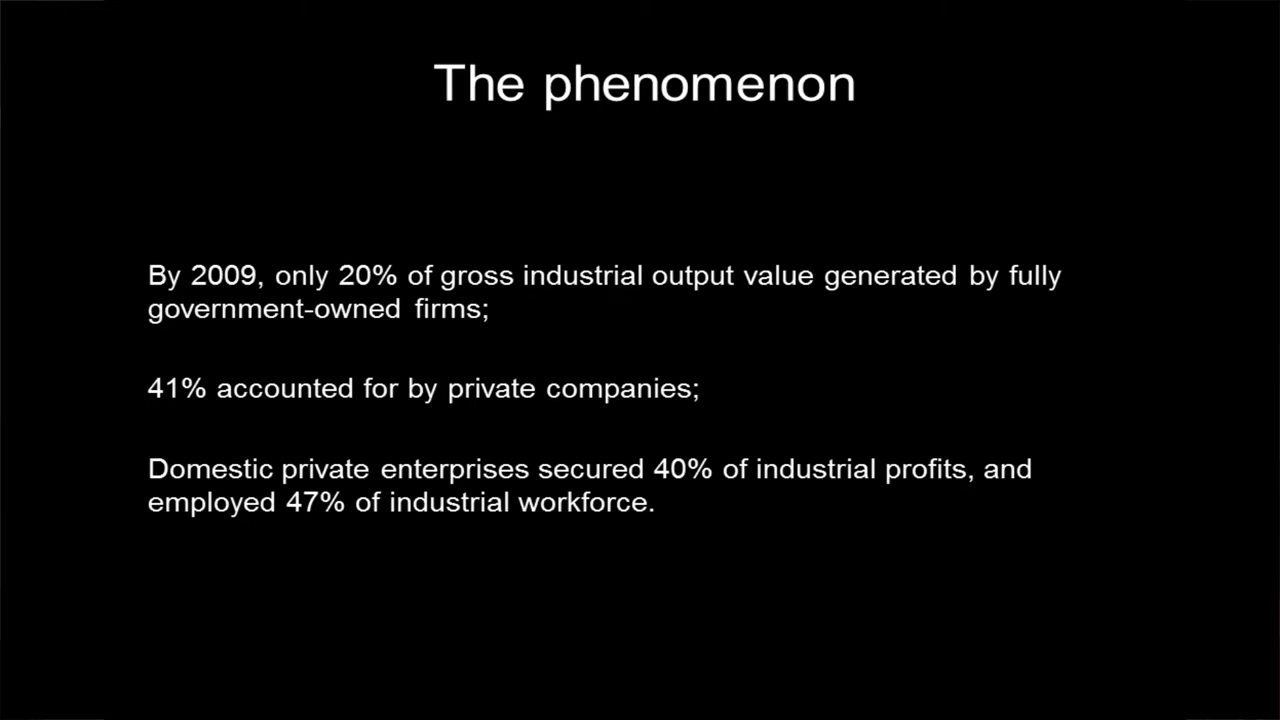 The phenomenon
By 2009, only 20% of gross industrial output value generated by fully
government-owned firms;
41% accounted for by private companies;
Domestic private enterprises secured 40% of industrial profits, and
employed 47% of industrial workforce.